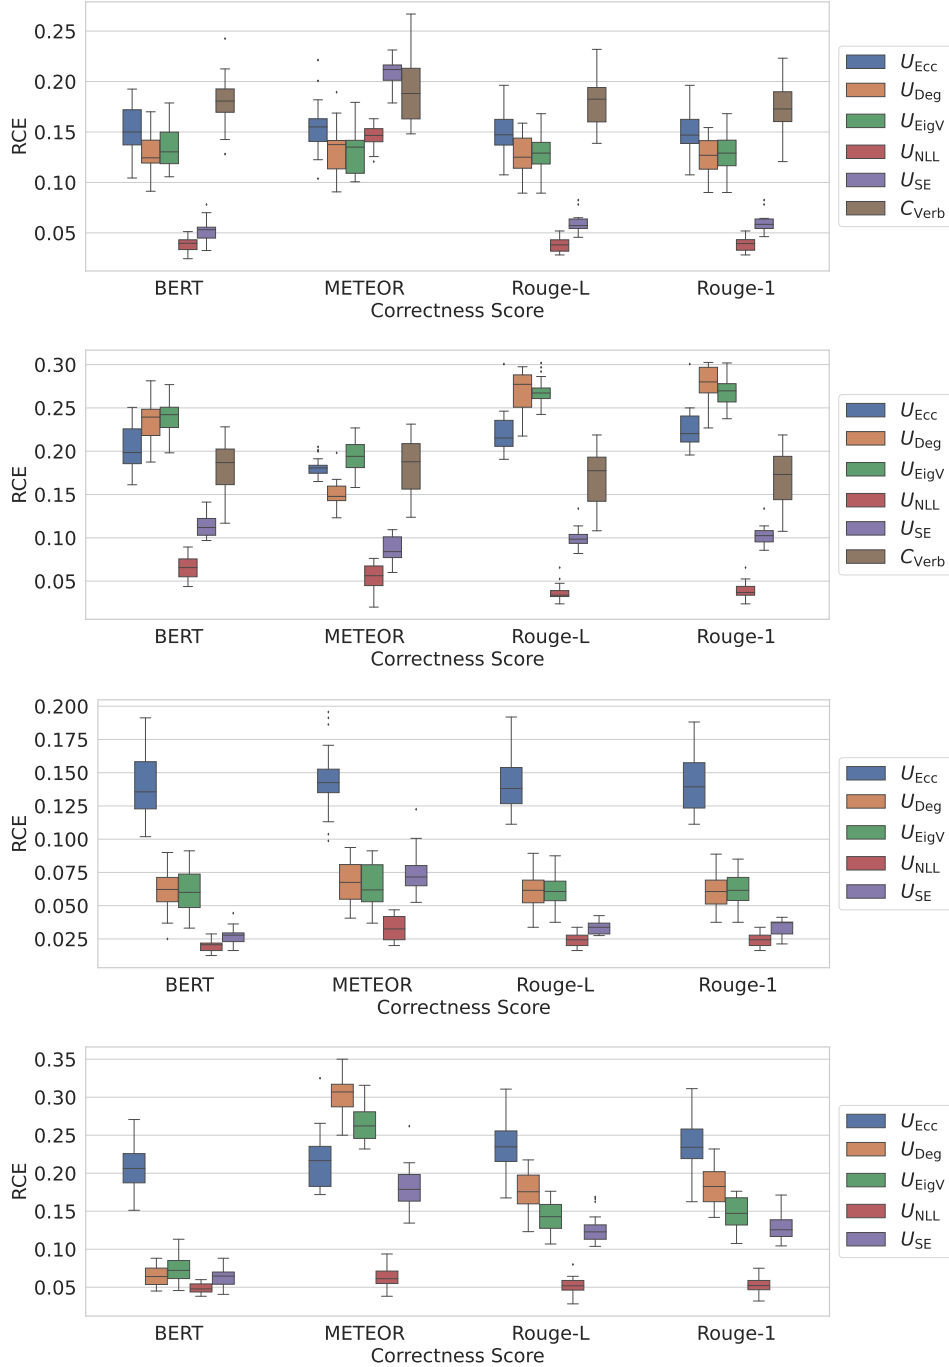 0.25
0.20
0.15
0.10
0.05
RCE
BERT METEOR Rouge-L Rouge-1
Correctness Score
U_Ecc
U_Deg
U_EigV
U_NLL
U_SE
C_Verb
0.30
0.25
0.20
0.15
0.10
0.05
RCE
BERT METEOR Rouge-L Rouge-1
Correctness Score
U_Ecc
U_Deg
U_EigV
U_NLL
U_SE
C_Verb
0.200
0.175
0.150
0.125
0.100
0.075
0.050
0.025
RCE
BERT METEOR Rouge-L Rouge-1
Correctness Score
U_Ecc
U_Deg
U_EigV
U_NLL
U_SE
0.35
0.30
0.25
0.20
0.15
0.10
0.05
RCE
BERT METEOR Rouge-L Rouge-1
Correctness Score
U_Ecc
U_Deg
U_EigV
U_NLL
U_SE